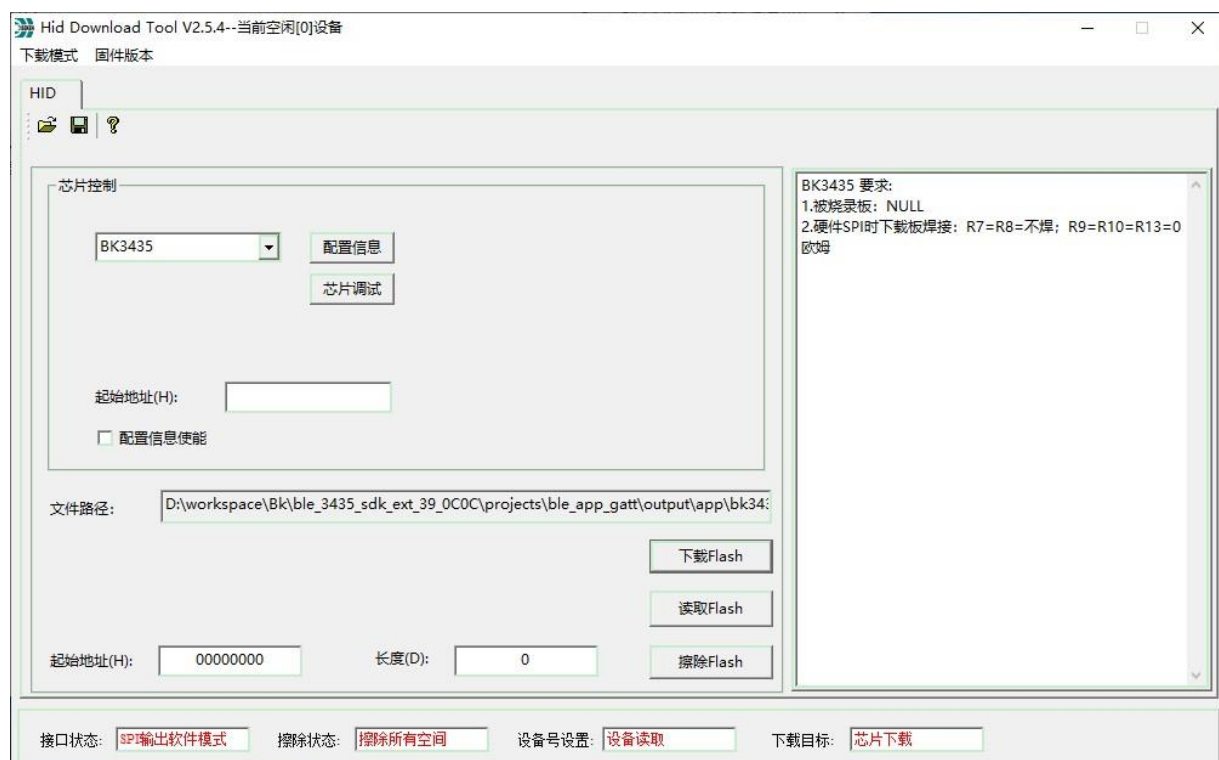 Hid Download Tool V2.5.4--当前空闲[0]设备
下载模式 固件版本
HID
芯片控制
BK3435
配置信息
芯片调试
起始地址(H):
配置信息使能
文件路径: D:\workspace\Bk\ble_3435_sdk_ext_39_0C0C\projects\ble_app_gatt\output\app\bk343
下载Flash
读取Flash
起始地址(H): 00000000 长度(D): 0 擦除Flash
BK3435 要求:
1.被烧录板：NULL
2.硬件SPI时下载板焊接：R7=R8=不焊；R9=R10=R13=0
欧姆
接口状态: SPI输出软件模式 擦除状态: 擦除所有空间 设备号设置: 设备读取 下载目标: 芯片下载